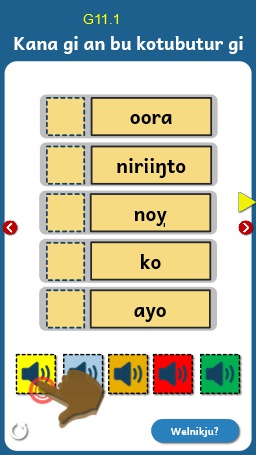 G11.1
Kana gi an bu kotubutur gi
oora
niriiŋto
noy̩
ko
ayo
Welnikju?